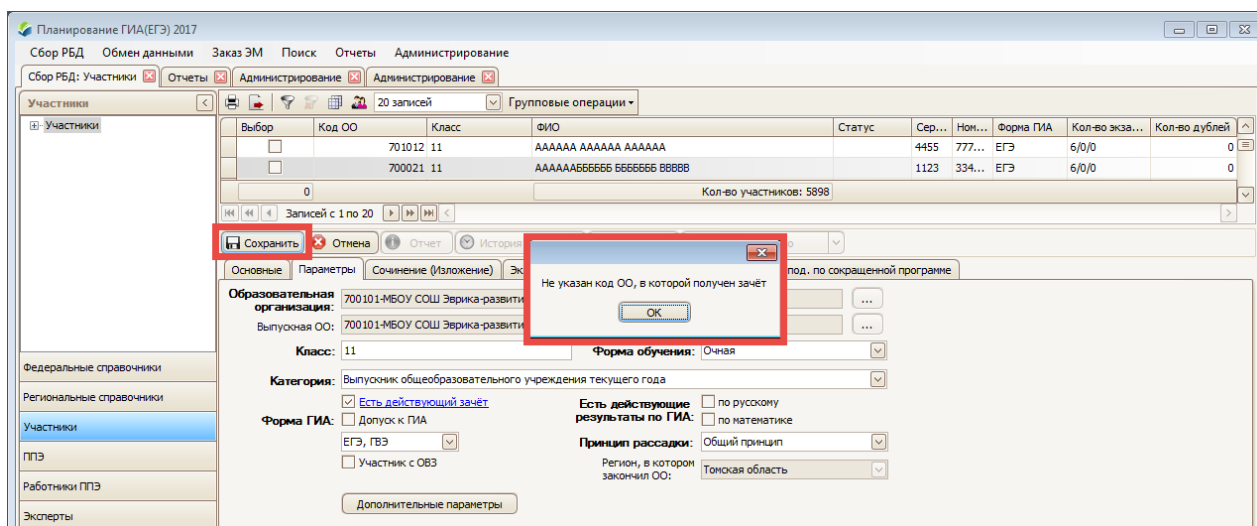 Планирование ГИА(ЕГЭ) 2017
Сбор РБД Обмен данными Заказ ЭМ Поиск Отчеты Администрирование
Сбор РБД: Участники Отчеты Администрирование Администрирование
Участники 20 записей Групповые операции
Участники
Выбор Код ОО Класс ФИО Статус Сер... Ном... Форма ГИА Кол-во экза... Кол-во дублей
701012 11 АААААА АААААА АААААА 4455 777... ЕГЭ 6/0/0 0
700021 11 ААААААББББББ БББББББ ВВВВВ 1123 334... ЕГЭ 6/0/0 0
0 Кол-во участников: 5898
Записей с 1 по 20
Сохранить Отмена Отчет История
Основные Параметры Сочинение (Изложение) Эк под. по сокращенной программе
Не указан код ОО, в которой получен зачёт
OK
Образовательная организация: 700101-МБОУ СОШ Эврика-развити ...
Выпускная ОО: 700101-МБОУ СОШ Эврика-развити ...
Класс: 11 Форма обучения: Очная
Категория: Выпускник общеобразовательного учреждения текущего года
Есть действующий зачёт Есть действующие результаты по ГИА: по русскому
Форма ГИА: Допуск к ГИА по математике
ЕГЭ, ГВЭ Принцип рассадки: Общий принцип
Участник с ОВЗ Регион, в котором закончил ОО: Томская область
Дополнительные параметры
Федеральные справочники
Региональные справочники
Участники
ППЭ
Работники ППЭ
Эксперты